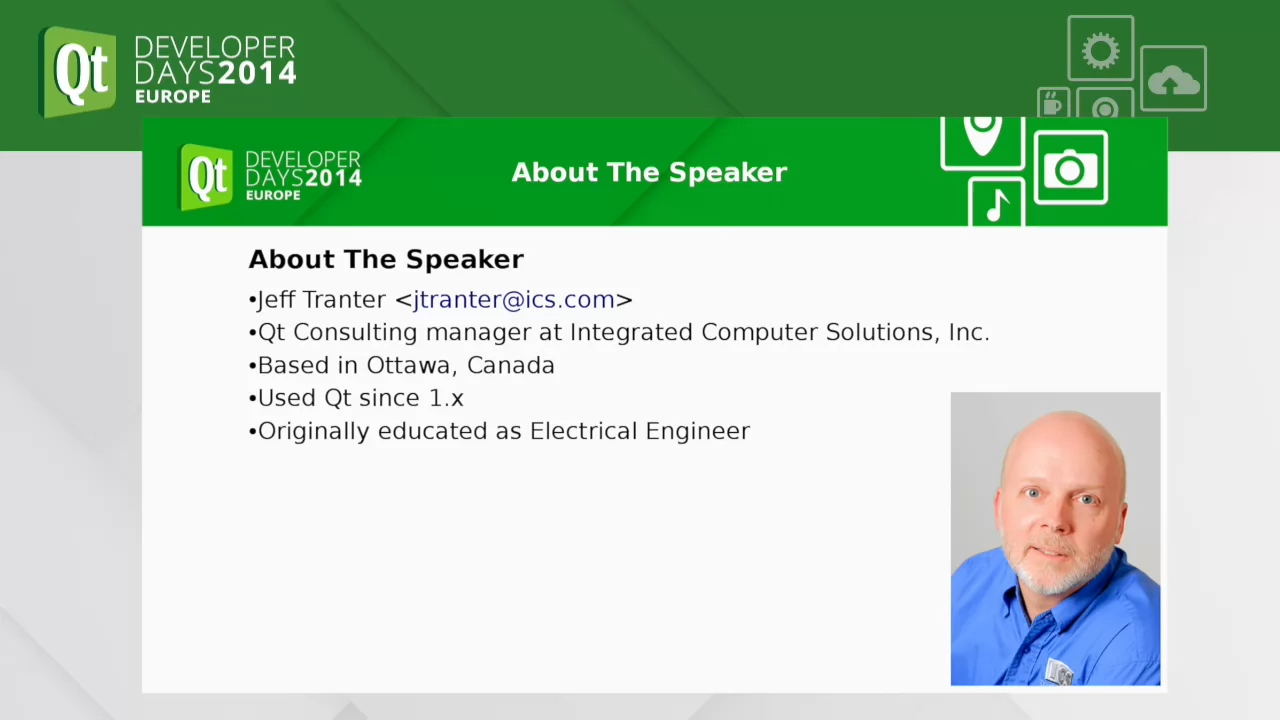 Qt DEVELOPER
DAYS2014
EUROPE
Qt DEVELOPER
DAYS2014
EUROPE
About The Speaker
About The Speaker
•Jeff Tranter <jtranter@ics.com>
•Qt Consulting manager at Integrated Computer Solutions, Inc.
•Based in Ottawa, Canada
•Used Qt since 1.x
•Originally educated as Electrical Engineer